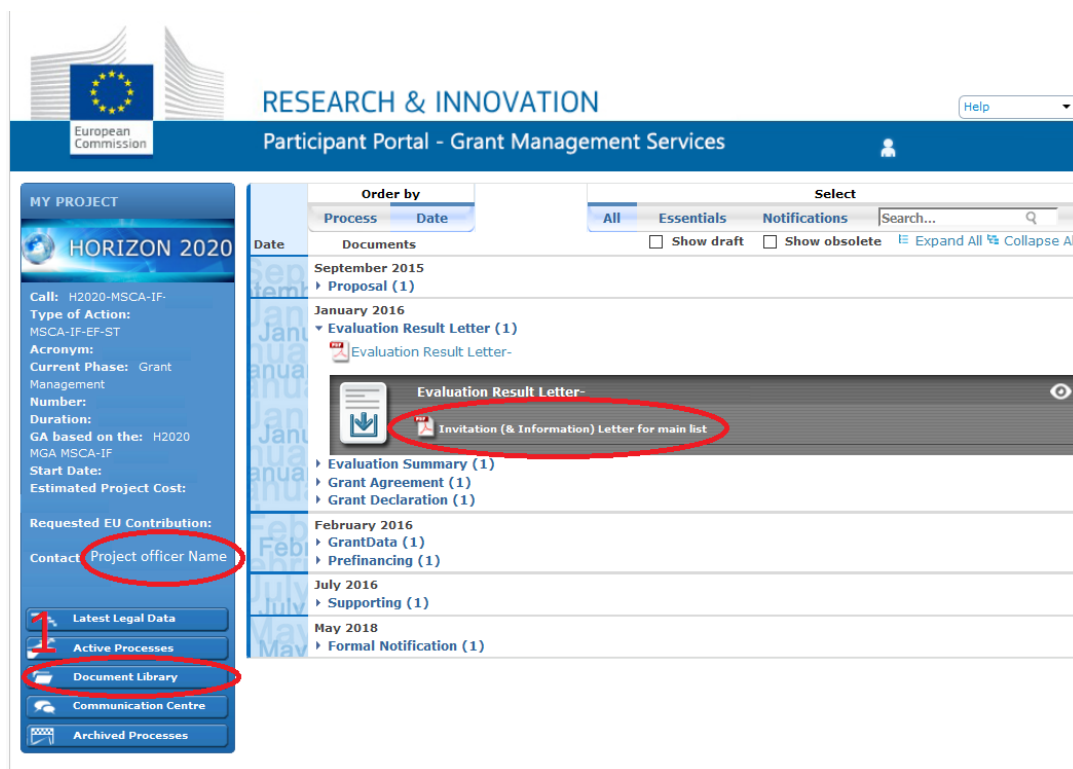 European
Commission
RESEARCH & INNOVATION
Help
Participant Portal - Grant Management Services
MY PROJECT
HORIZON 2020
Call: H2020-MSCA-IF-
Type of Action:
MSCA-IF-EF-ST
Acronym:
Current Phase: Grant
Management
Number:
Duration:
GA based on the: H2020
MGA MSCA-IF
Start Date:
Estimated Project Cost:
Requested EU Contribution:
Contact Project officer Name
1
Latest Legal Data
Active Processes
Document Library
Communication Centre
Archived Processes
Order by
Select
Process Date
All Essentials Notifications Search...
Date Documents
Show draft Show obsolete Expand All Collapse Al
September 2015
Proposal (1)
January 2016
Evaluation Result Letter (1)
PDF Evaluation Result Letter-
Evaluation Result Letter-
PDF Invitation (& Information) Letter for main list
Evaluation Summary (1)
Grant Agreement (1)
Grant Declaration (1)
February 2016
GrantData (1)
Prefinancing (1)
July 2016
Supporting (1)
May 2018
Formal Notification (1)